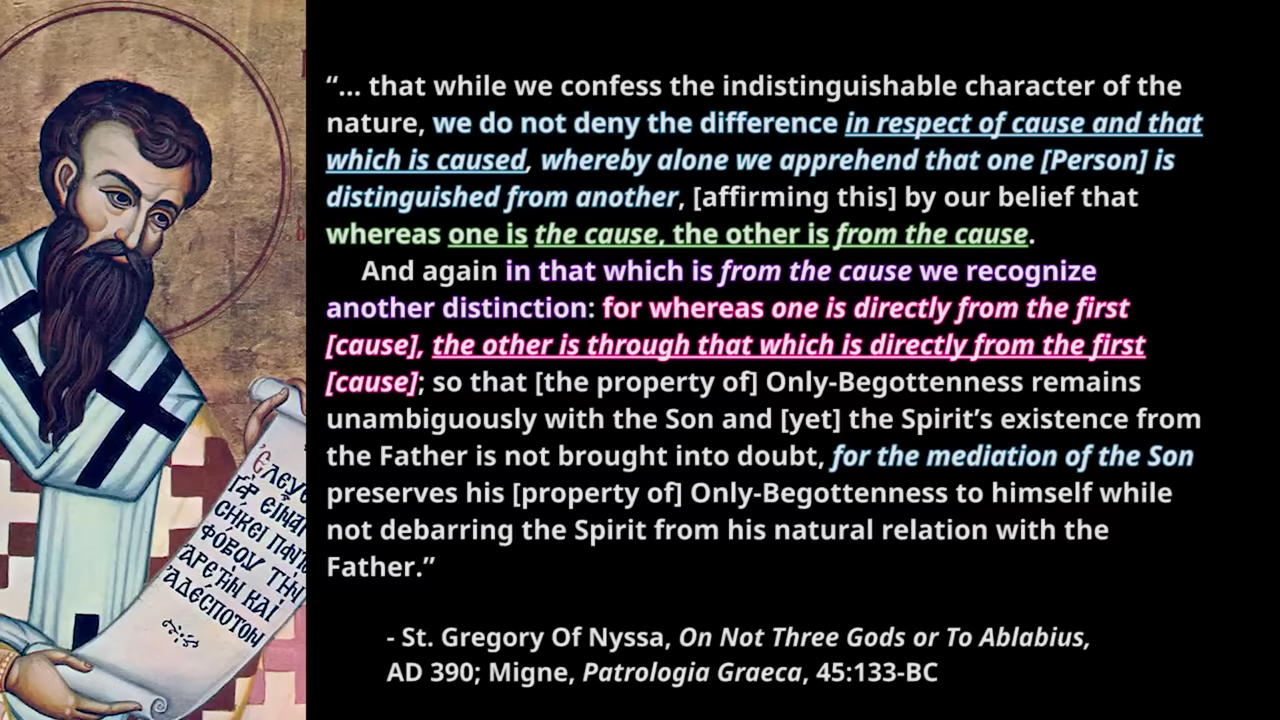 “... that while we confess the indistinguishable character of the
nature, we do not deny the difference in respect of cause and that
which is caused, whereby alone we apprehend that one [Person] is
distinguished from another, [affirming this] by our belief that
whereas one is the cause, the other is from the cause.
And again in that which is from the cause we recognize
another distinction: for whereas one is directly from the first
[cause], the other is through that which is directly from the first
[cause]; so that [the property of] Only-Begottenness remains
unambiguously with the Son and [yet] the Spirit’s existence from
the Father is not brought into doubt, for the mediation of the Son
preserves his [property of] Only-Begottenness to himself while
not debarring the Spirit from his natural relation with the
Father.”
- St. Gregory Of Nyssa, On Not Three Gods or To Ablabius,
AD 390; Migne, Patrologia Graeca, 45:133-BC
ΦΟΒΟΥ ΤΗΝ
ΑΡΕΤΗΝ ΚΑΙ
ΑΔΕСΠΟΤΟΝ